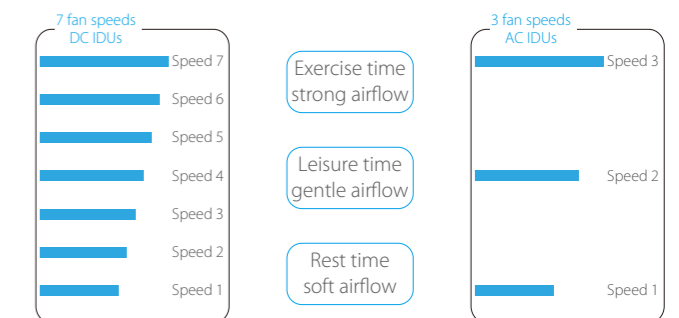 7 fan speeds
DC IDUs
Speed 7
Speed 6
Speed 5
Speed 4
Speed 3
Speed 2
Speed 1
Exercise time
strong airflow
Leisure time
gentle airflow
Rest time
soft airflow
3 fan speeds
AC IDUs
Speed 3
Speed 2
Speed 1